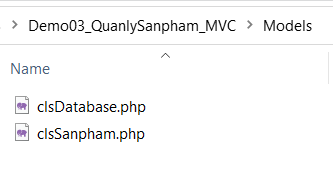 Demo03_QuanlySanpham_MVC > Models
Name
clsDatabase.php
clsSanpham.php